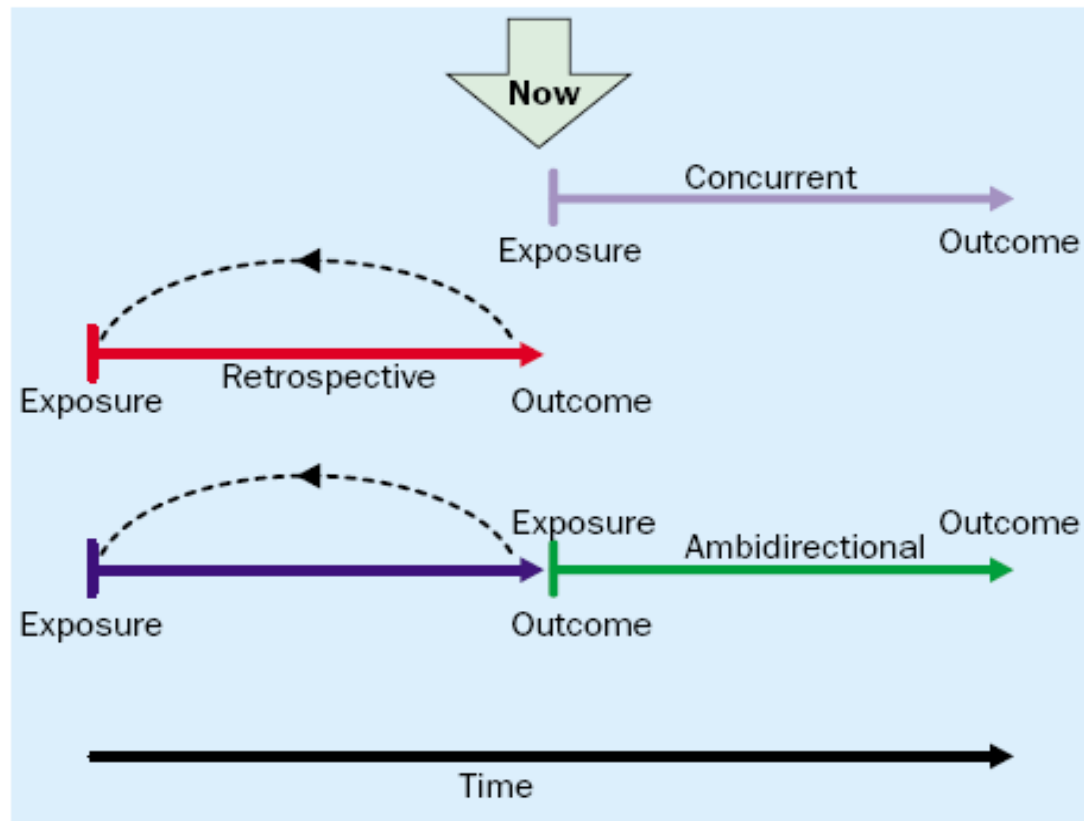 Now
Concurrent
Exposure
Outcome
Retrospective
Exposure
Outcome
Exposure
Outcome
Ambidirectional
Exposure
Outcome
Time